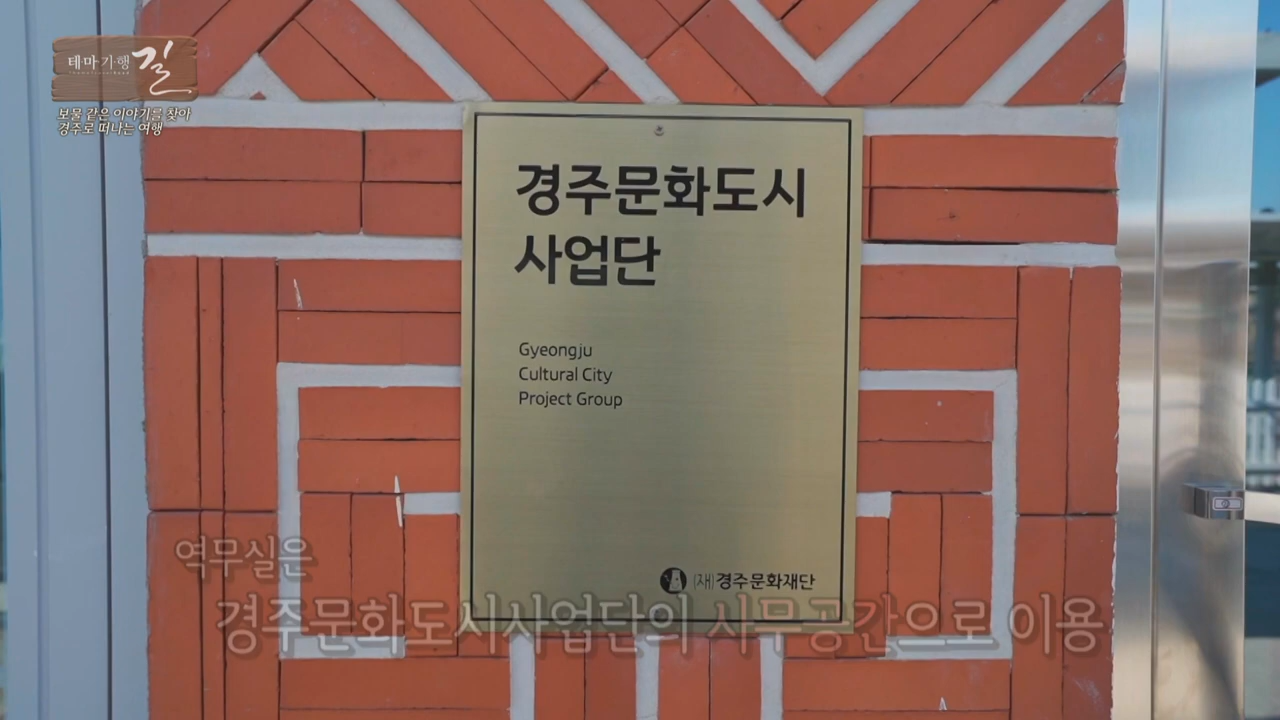 테마기행 길
보물 같은 이야기를 찾아
경주로 떠나는 여행
경주문화도시
사업단
Gyeongju
Cultural City
Project Group
(재)경주문화재단
역무실은
경주문화도시사업단의 사무공간으로 이용